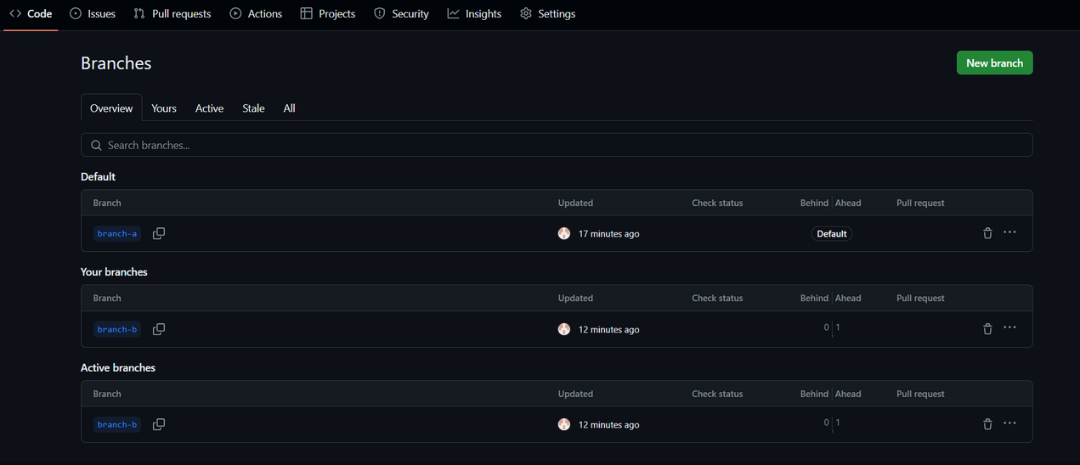 Code Issues Pull requests Actions Projects Security Insights Settings
Branches
New branch
Overview Yours Active Stale All
Search branches...
Default
Branch Updated Check status Behind Ahead Pull request
branch-a 17 minutes ago Default
Your branches
Branch Updated Check status Behind Ahead Pull request
branch-b 12 minutes ago 0 1
Active branches
Branch Updated Check status Behind Ahead Pull request
branch-b 12 minutes ago 0 1